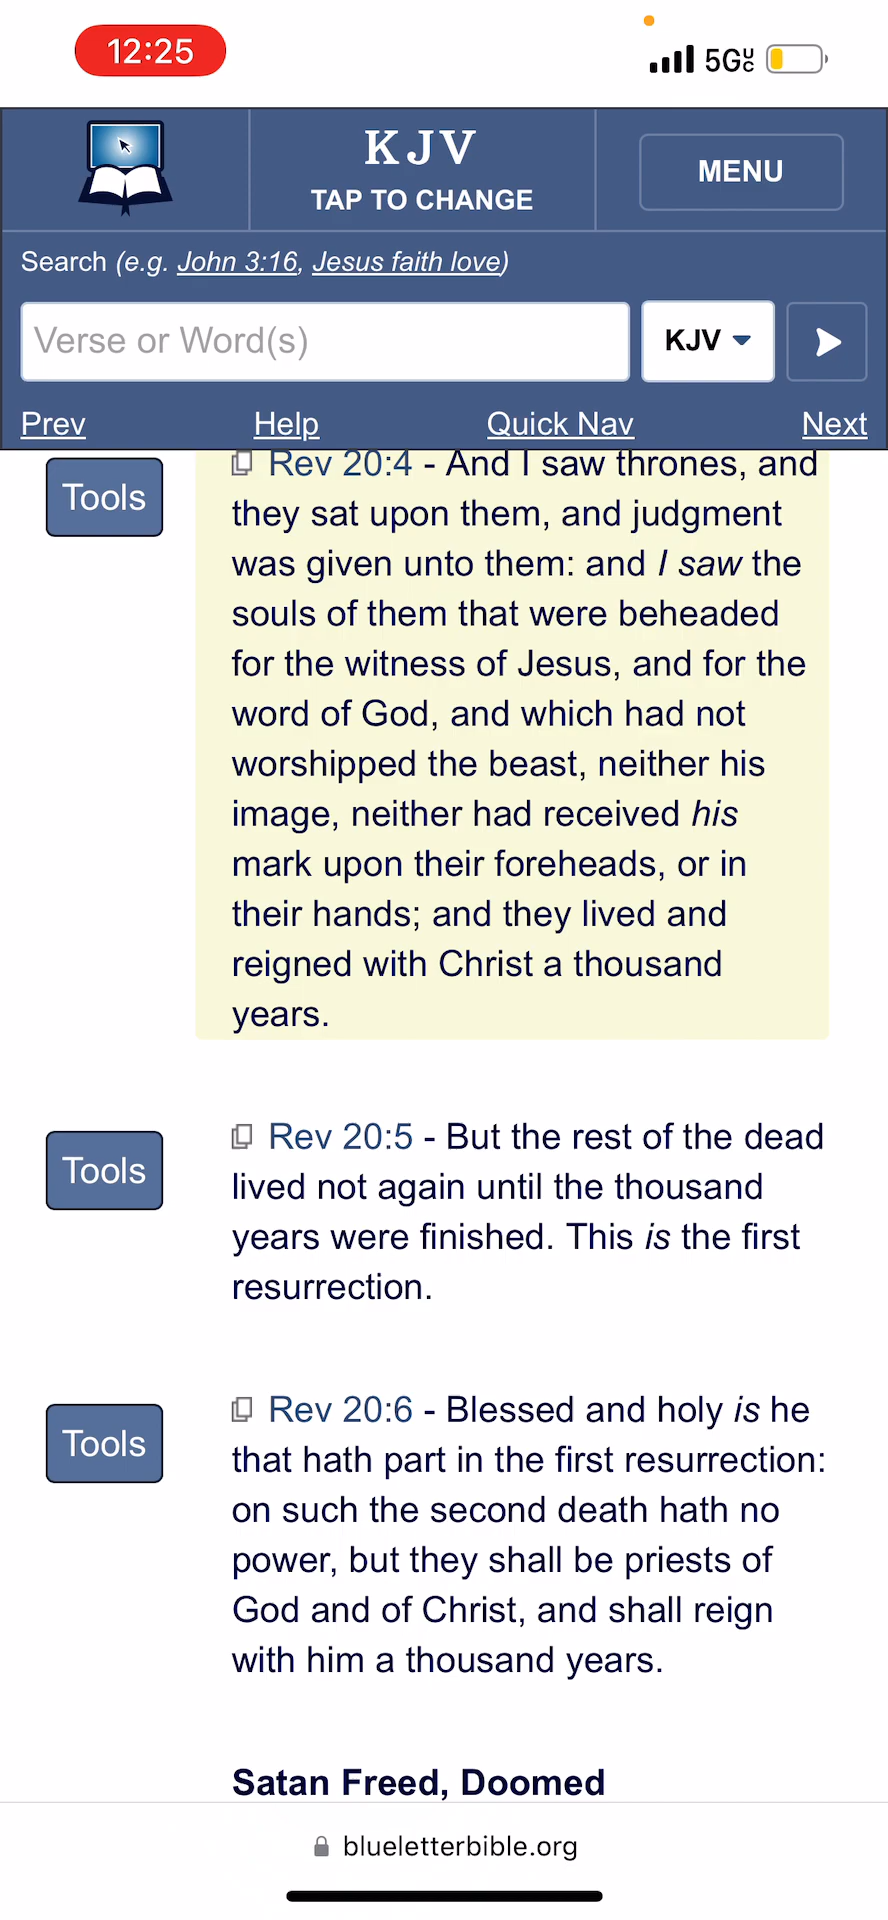 12:25
5G UC
KJV
TAP TO CHANGE
MENU
Search (e.g. John 3:16, Jesus faith love)
Verse or Word(s)
KJV
Prev
Help
Quick Nav
Next
Tools
Rev 20:4 - And I saw thrones, and
they sat upon them, and judgment
was given unto them: and I saw the
souls of them that were beheaded
for the witness of Jesus, and for the
word of God, and which had not
worshipped the beast, neither his
image, neither had received his
mark upon their foreheads, or in
their hands; and they lived and
reigned with Christ a thousand
years.
Tools
Rev 20:5 - But the rest of the dead
lived not again until the thousand
years were finished. This is the first
resurrection.
Tools
Rev 20:6 - Blessed and holy is he
that hath part in the first resurrection:
on such the second death hath no
power, but they shall be priests of
God and of Christ, and shall reign
with him a thousand years.
Satan Freed, Doomed
blueletterbible.org